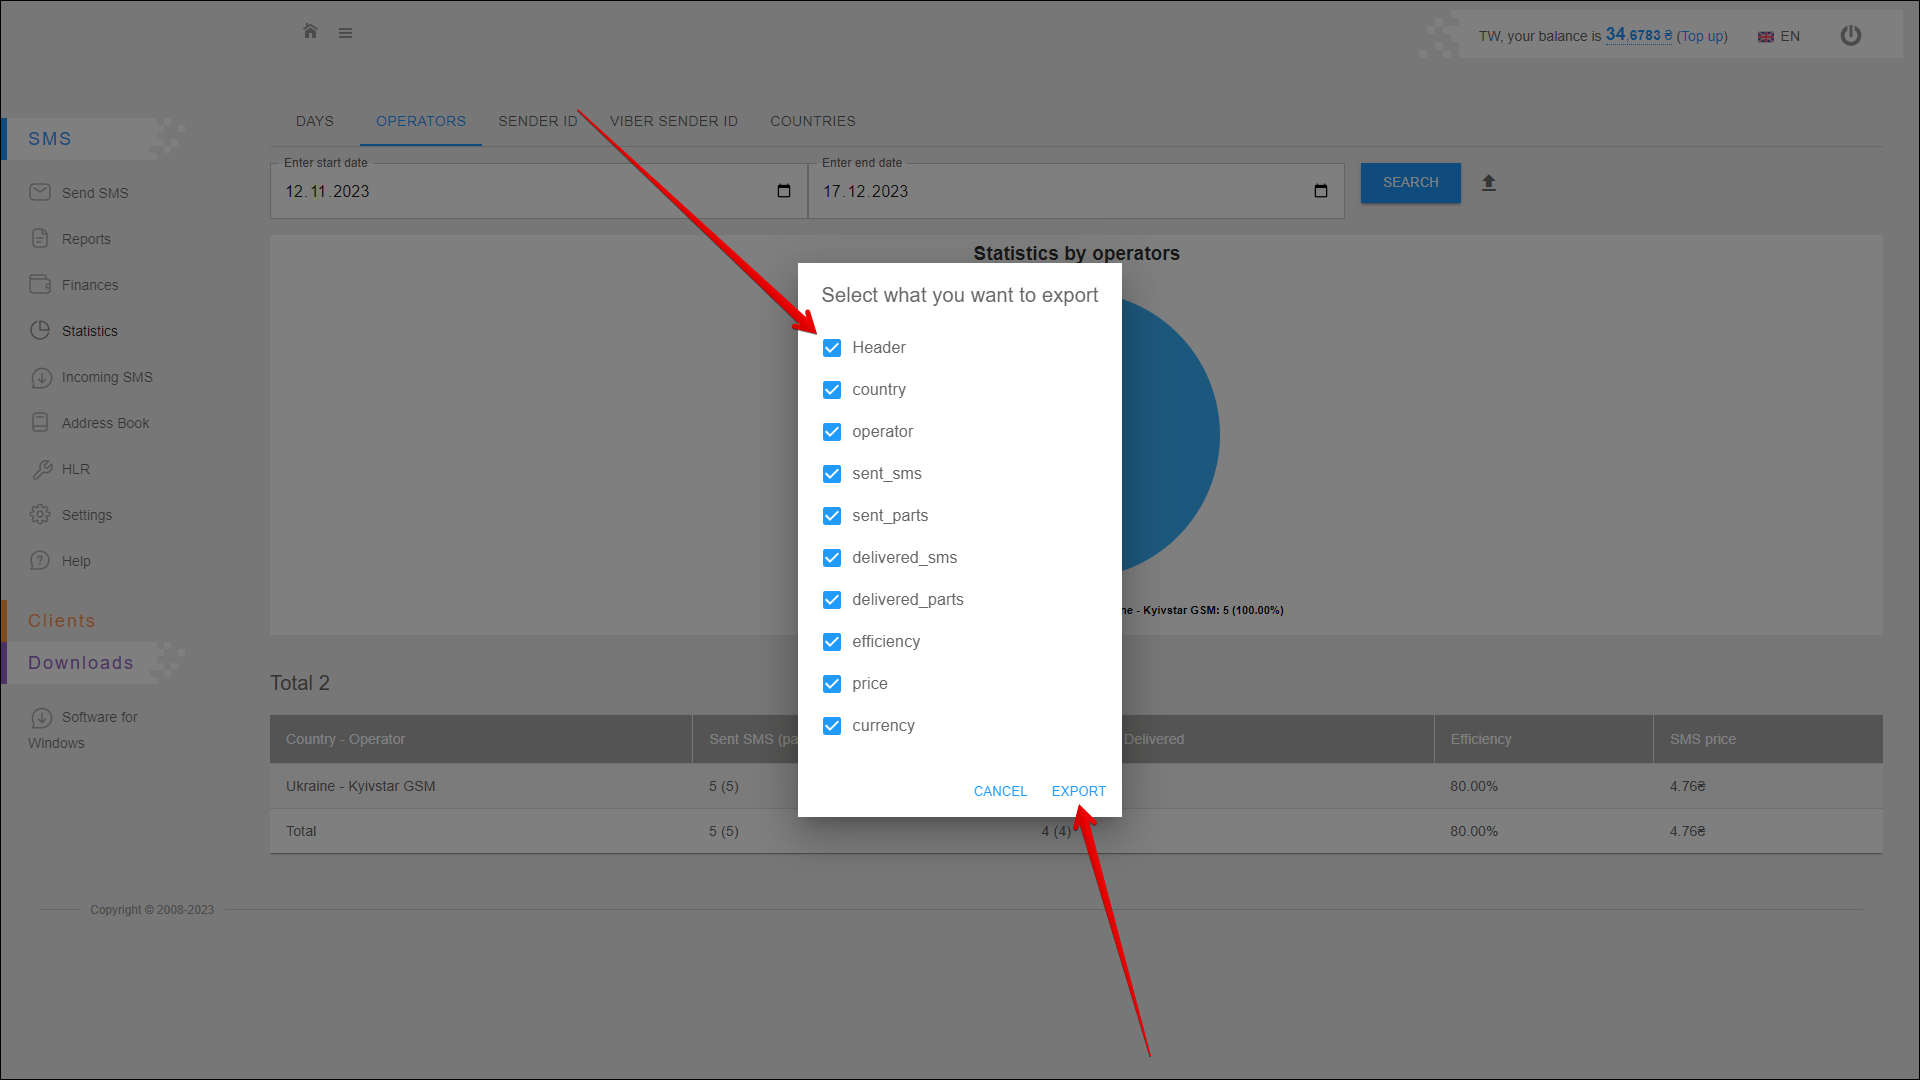 TW, your balance is 34.6783 ₴ (Top up)
EN
SMS
Send SMS
Reports
Finances
Statistics
Incoming SMS
Address Book
HLR
Settings
Help
Clients
Downloads
Software for
Windows
DAYS OPERATORS SENDER ID VIBER SENDER ID COUNTRIES
Enter start date
12.11.2023
Enter end date
17.12.2023
SEARCH
Statistics by operators
Select what you want to export
Header
country
operator
sent_sms
sent_parts
delivered_sms
delivered_parts
efficiency
price
currency
CANCEL EXPORT
ne - Kyivstar GSM: 5 (100.00%)
Total 2
Country - Operator Sent SMS (pa Delivered Efficiency SMS price
Ukraine - Kyivstar GSM 5 (5) 80.00% 4.76₴
Total 5 (5) 4 (4) 80.00% 4.76₴
Copyright © 2008-2023